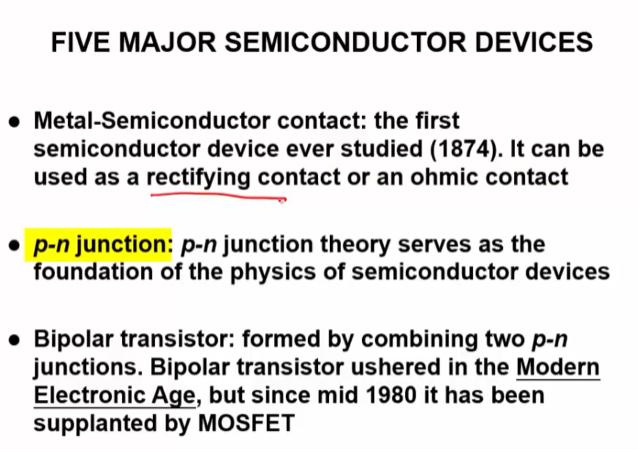 FIVE MAJOR SEMICONDUCTOR DEVICES
• Metal-Semiconductor contact: the first
semiconductor device ever studied (1874). It can be
used as a rectifying contact or an ohmic contact
• p-n junction: p-n junction theory serves as the
foundation of the physics of semiconductor devices
• Bipolar transistor: formed by combining two p-n
junctions. Bipolar transistor ushered in the Modern
Electronic Age, but since mid 1980 it has been
supplanted by MOSFET